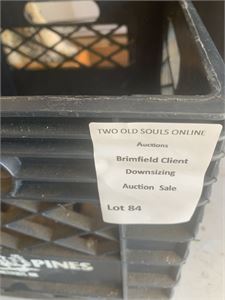 TWO OLD SOULS ONLINE
Auctions
Brimfield Client
Downsizing
Auction Sale
Lot 84
PINES